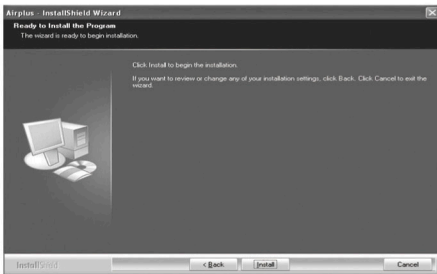 Airplus - InstallShield Wizard
Ready to Install the Program
The wizard is ready to begin installation.
Click Install to begin the installation.
If you want to review or change any of your installation settings, click Back. Click Cancel to exit the
wizard.
InstallShield
< Back
Install
Cancel